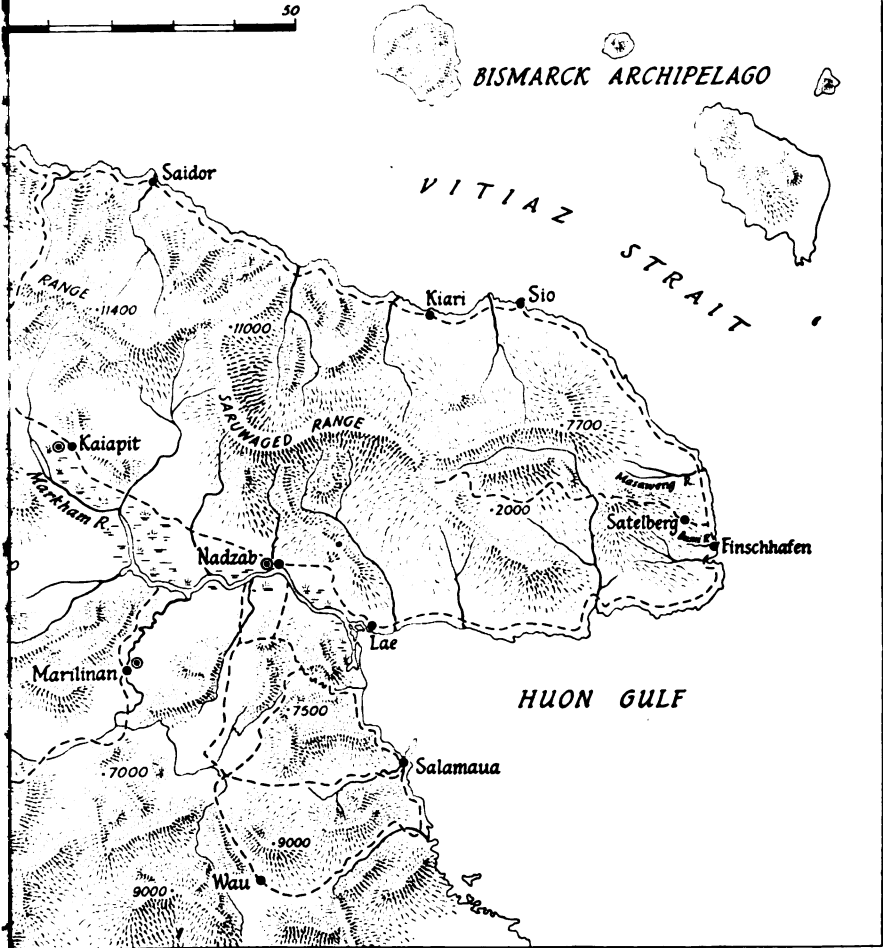 50
BISMARCK ARCHIPELAGO
Saidor
VITIAZ STRAIT
RANGE
11400
11000
Kiari
Sio
SARUWAGED RANGE
7700
Kaiapit
Markham R.
Masaweng R.
2000
Satelberg
Finschhafen
Nadzab
0
Lae
Marilinan
HUON GULF
7500
Salamaua
7000
9000
Wau
9000